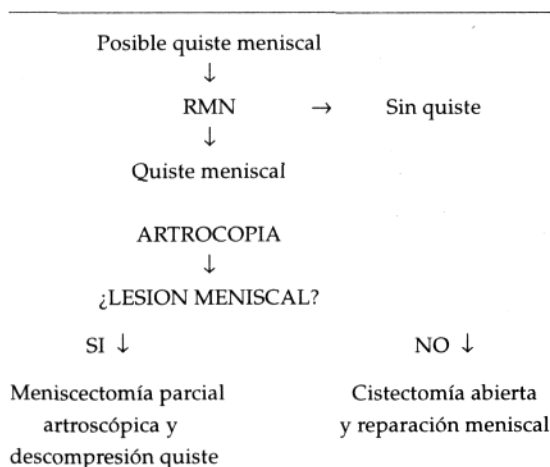 Posible quiste meniscal
↓
RMN → Sin quiste
↓
Quiste meniscal
ARTROCOPIA
↓
¿LESION MENISCAL?
SI ↓ NO ↓
Meniscectomía parcial Cistectomía abierta
artroscópica y y reparación meniscal
descompresión quiste